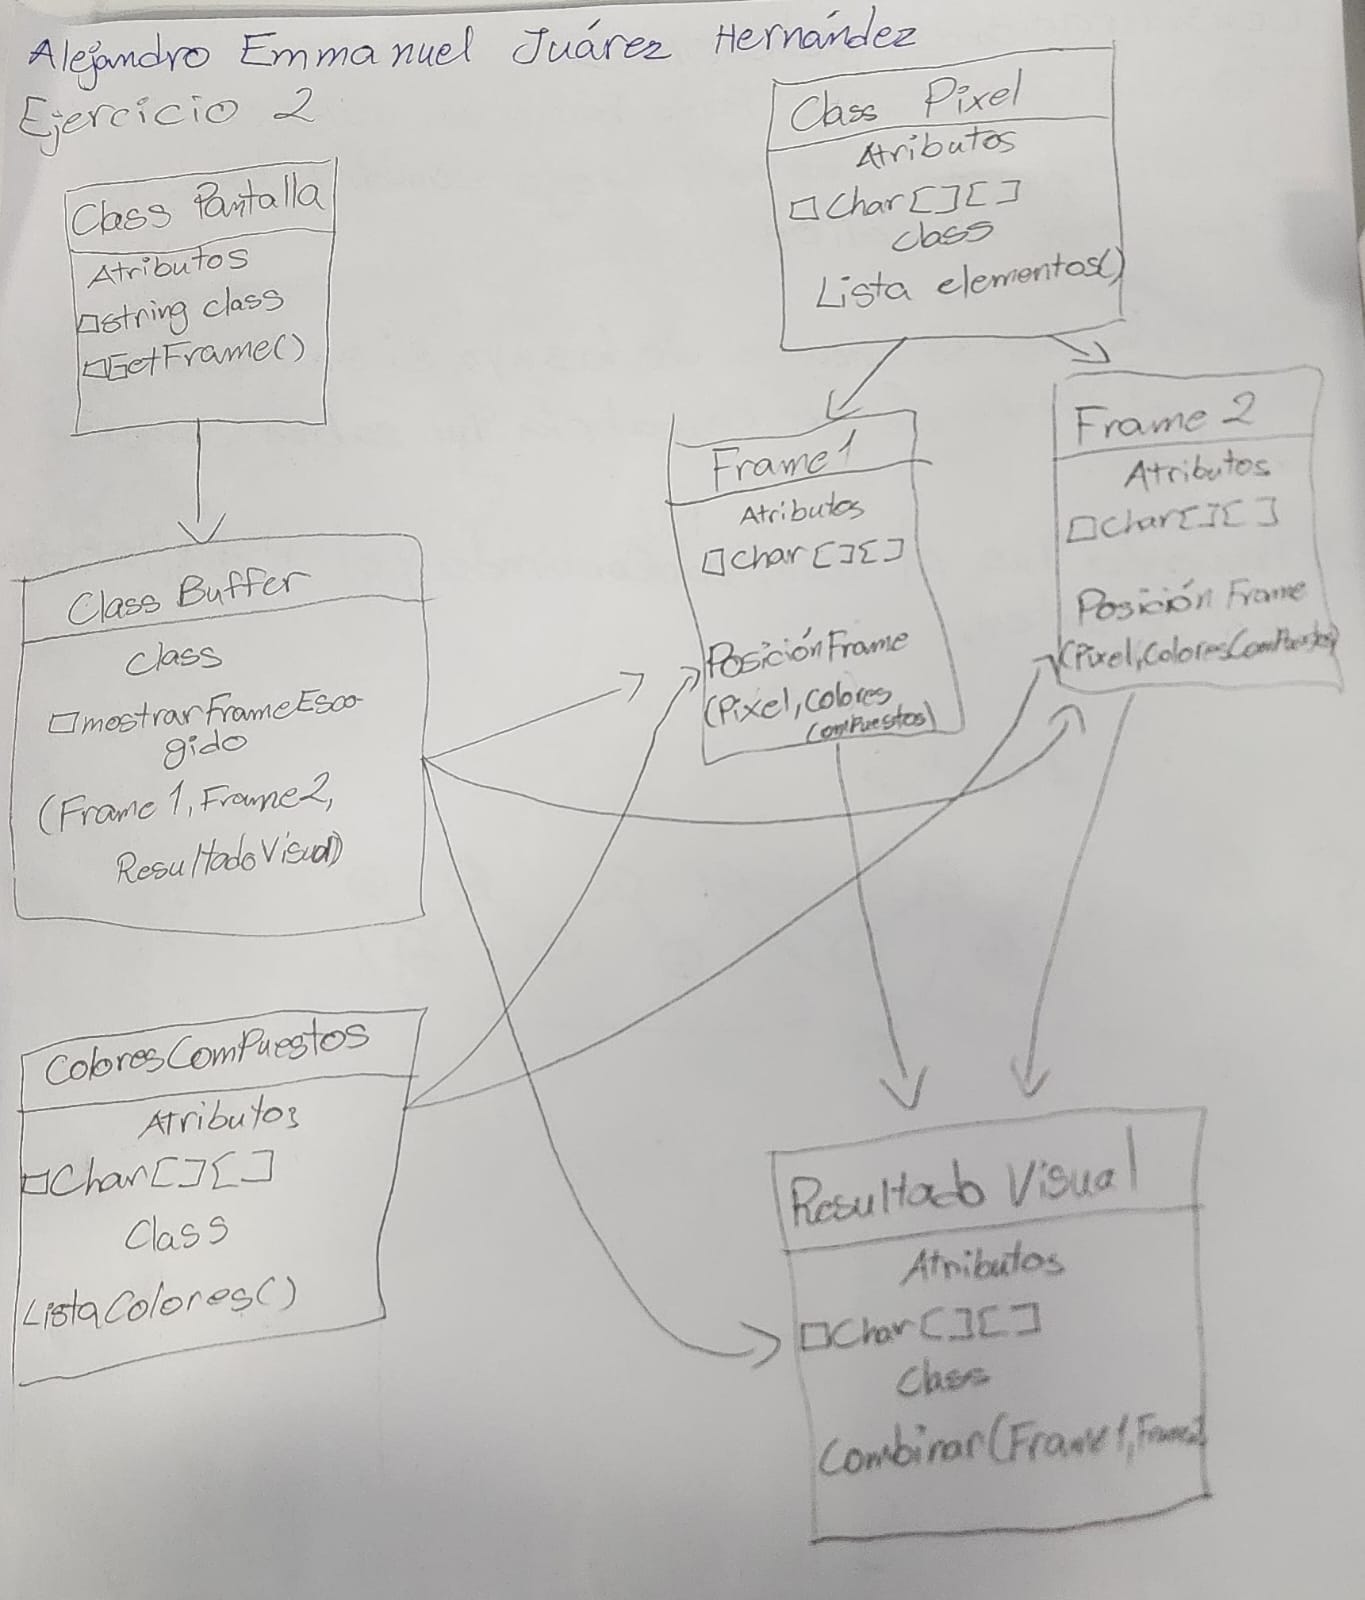 Alejandro Emmanuel Juárez Hernández
Ejercicio 2
Class Pantalla
Atributos
string class
GetFrame()
Class Pixel
Atributos
Char[][]
class
Lista elementos()
Frame 1
Atributos
Char[][]
Posición Frame
(Pixel, Colores
Compuestos)
Frame 2
Atributos
Char[][]
Posición Frame
(Pixel, ColoresCompuestos)
Class Buffer
Class
mostrarFrameEsco-
gido
(Frame 1, Frame 2,
ResultadoVisual)
ColoresCompuestos
Atributos
Char[][]
Class
ListaColores()
Resultado Visual
Atributos
Char[][]
Class
Combinar(Frame 1, Frame2)